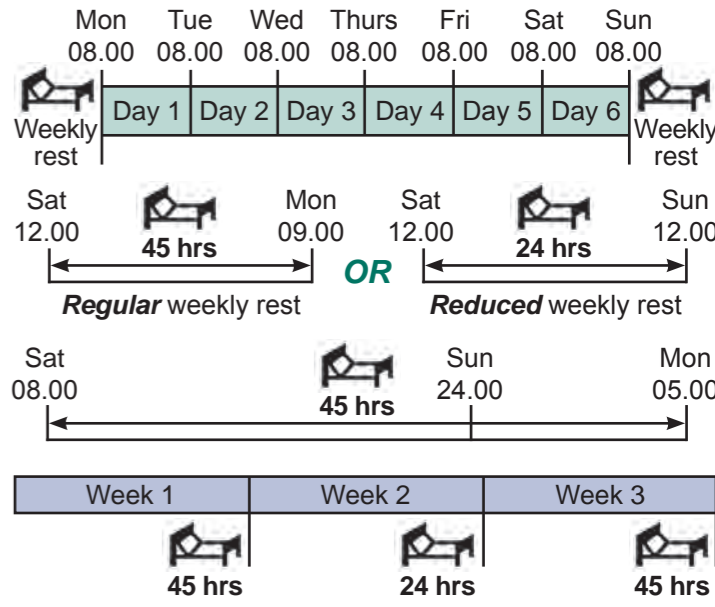 Mon Tue Wed Thurs Fri Sat Sun
08.00 08.00 08.00 08.00 08.00 08.00 08.00
Day 1 Day 2 Day 3 Day 4 Day 5 Day 6
Weekly Weekly
rest rest
Sat Mon Sat Sun
12.00 09.00 12.00 12.00
45 hrs OR 24 hrs
Regular weekly rest Reduced weekly rest
Sat Sun Mon
08.00 24.00 05.00
45 hrs
Week 1 Week 2 Week 3
45 hrs 24 hrs 45 hrs